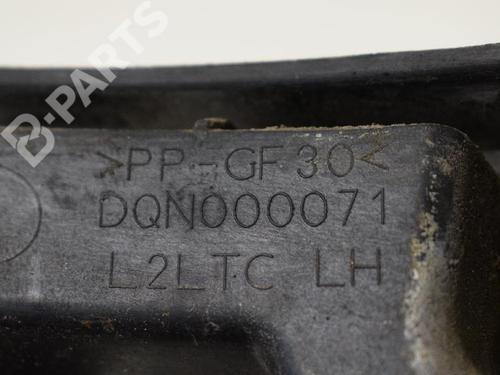 B-PARTS
>PP-GF30<
DQN000071
L2LTC LH